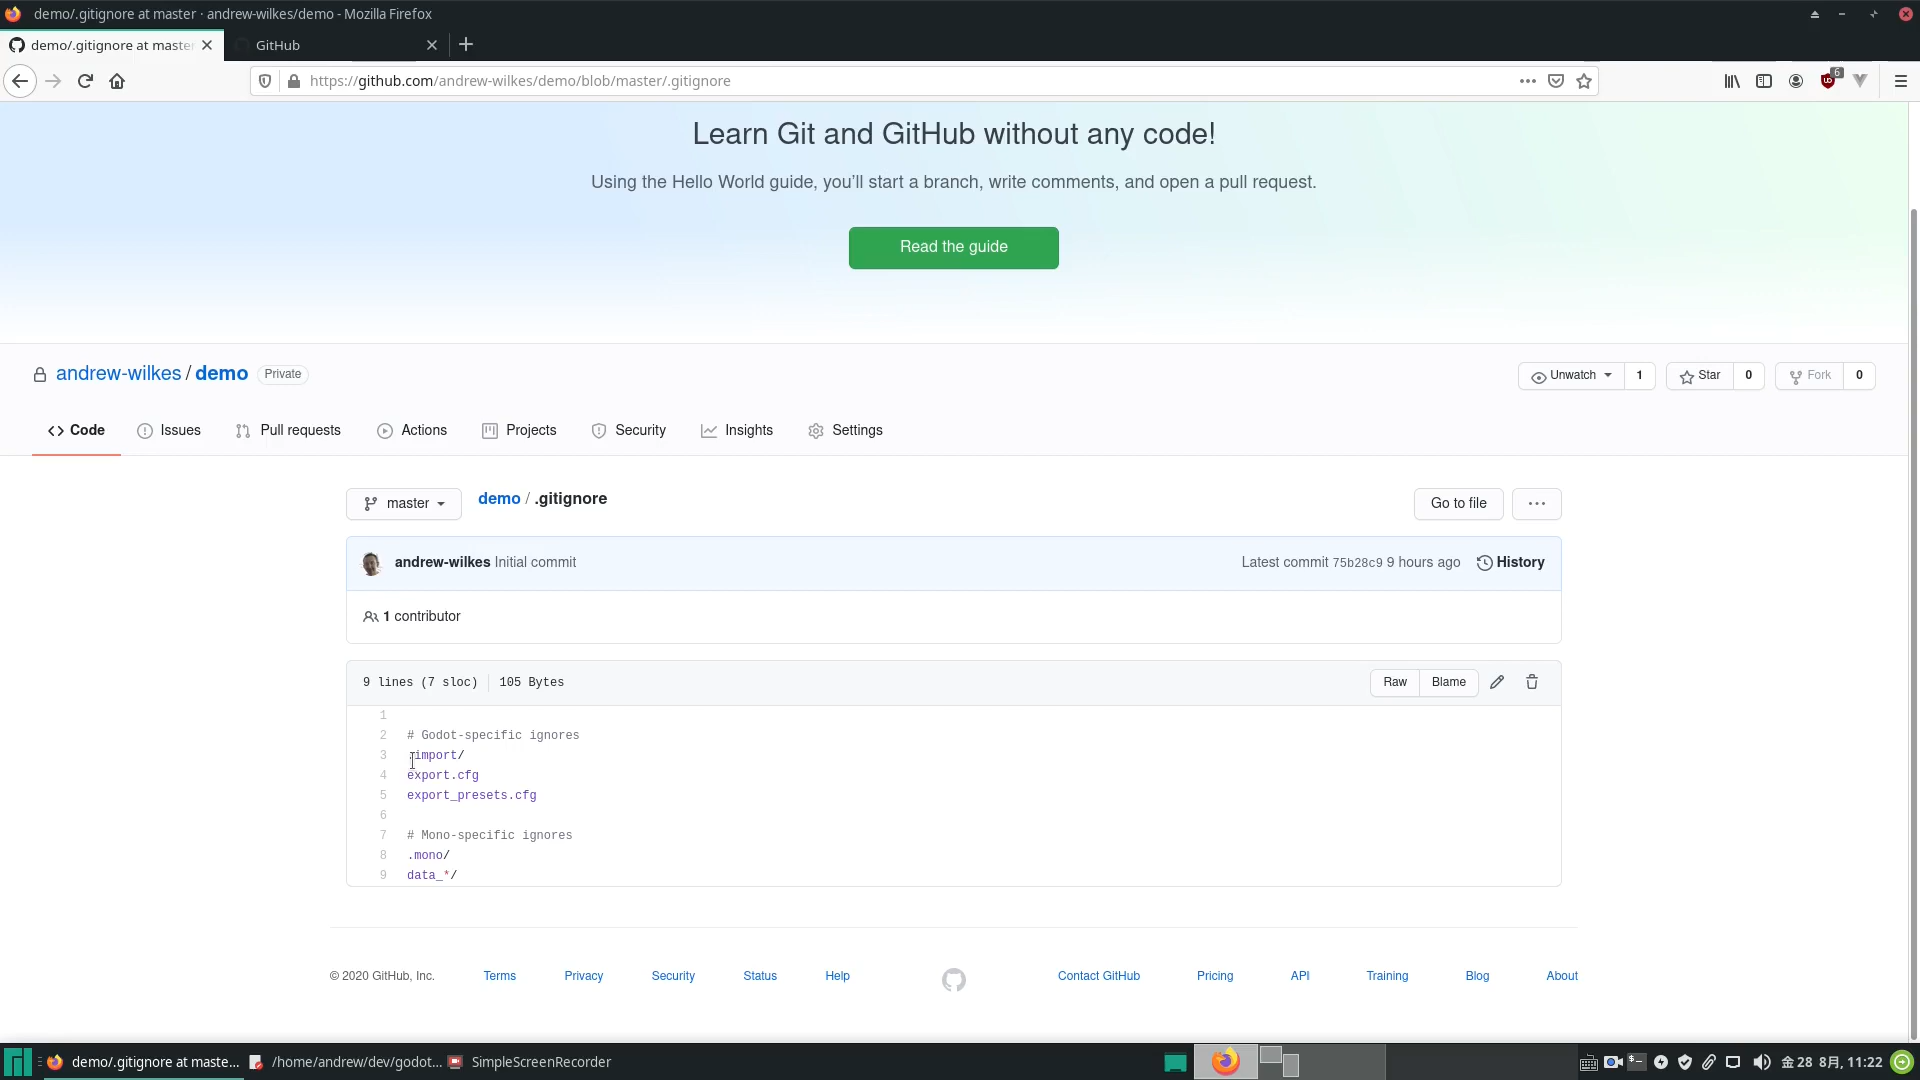 demo/.gitignore at master · andrew-wilkes/demo - Mozilla Firefox
demo/.gitignore at master
GitHub
https://github.com/andrew-wilkes/demo/blob/master/.gitignore
6
Learn Git and GitHub without any code!
Using the Hello World guide, you’ll start a branch, write comments, and open a pull request.
Read the guide
andrew-wilkes / demo Private
Unwatch 1 Star 0 Fork 0
Code Issues Pull requests Actions Projects Security Insights Settings
master demo / .gitignore Go to file
andrew-wilkes Initial commit Latest commit 75b28c9 9 hours ago History
1 contributor
9 lines (7 sloc) 105 Bytes Raw Blame
1
2 # Godot-specific ignores
3 .import/
4 export.cfg
5 export_presets.cfg
6
7 # Mono-specific ignores
8 .mono/
9 data_*/
© 2020 GitHub, Inc. Terms Privacy Security Status Help Contact GitHub Pricing API Training Blog About
demo/.gitignore at maste... /home/andrew/dev/godot... SimpleScreenRecorder 金28 8月, 11:22